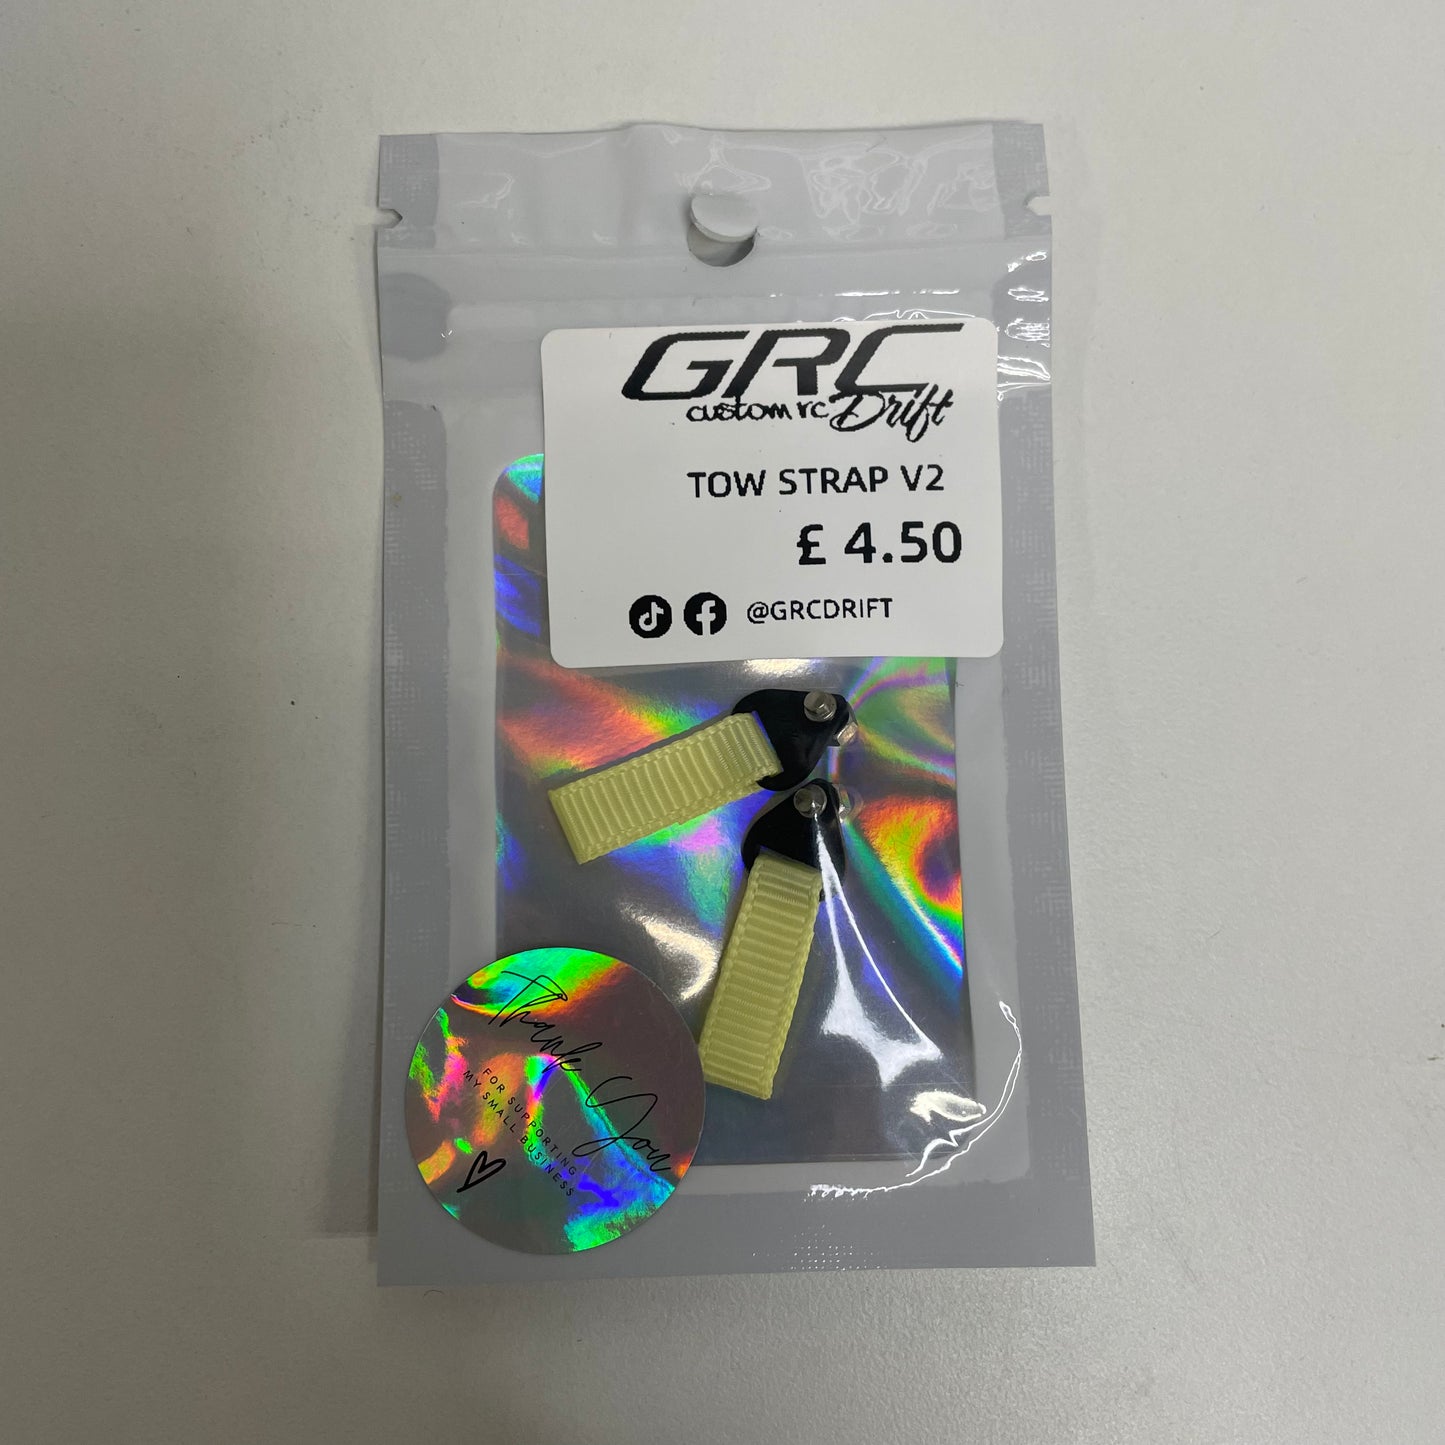 GRC
custom rc Drift
TOW STRAP V2
£ 4.50
@GRCDRIFT
Thank
You
FOR SUPPORTING
MY SMALL BUSINESS